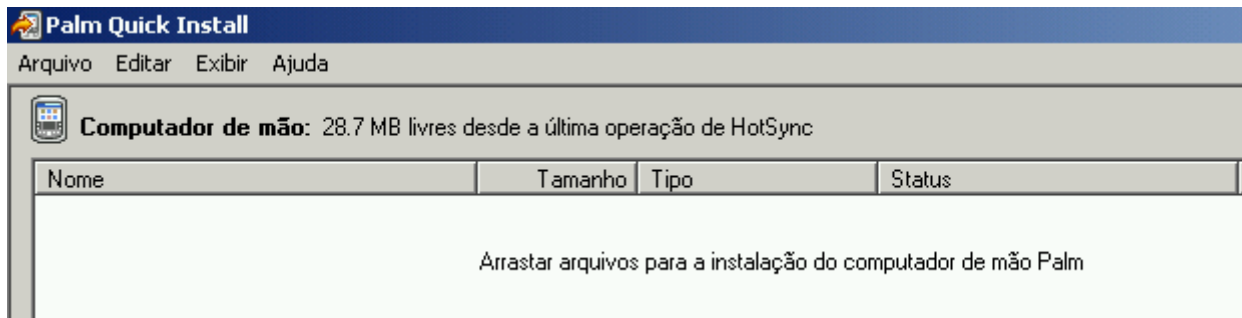 Palm Quick Install
Arquivo Editar Exibir Ajuda
Computador de mão: 28.7 MB livres desde a última operação de HotSync
Nome Tamanho Tipo Status
Arrastar arquivos para a instalação do computador de mão Palm